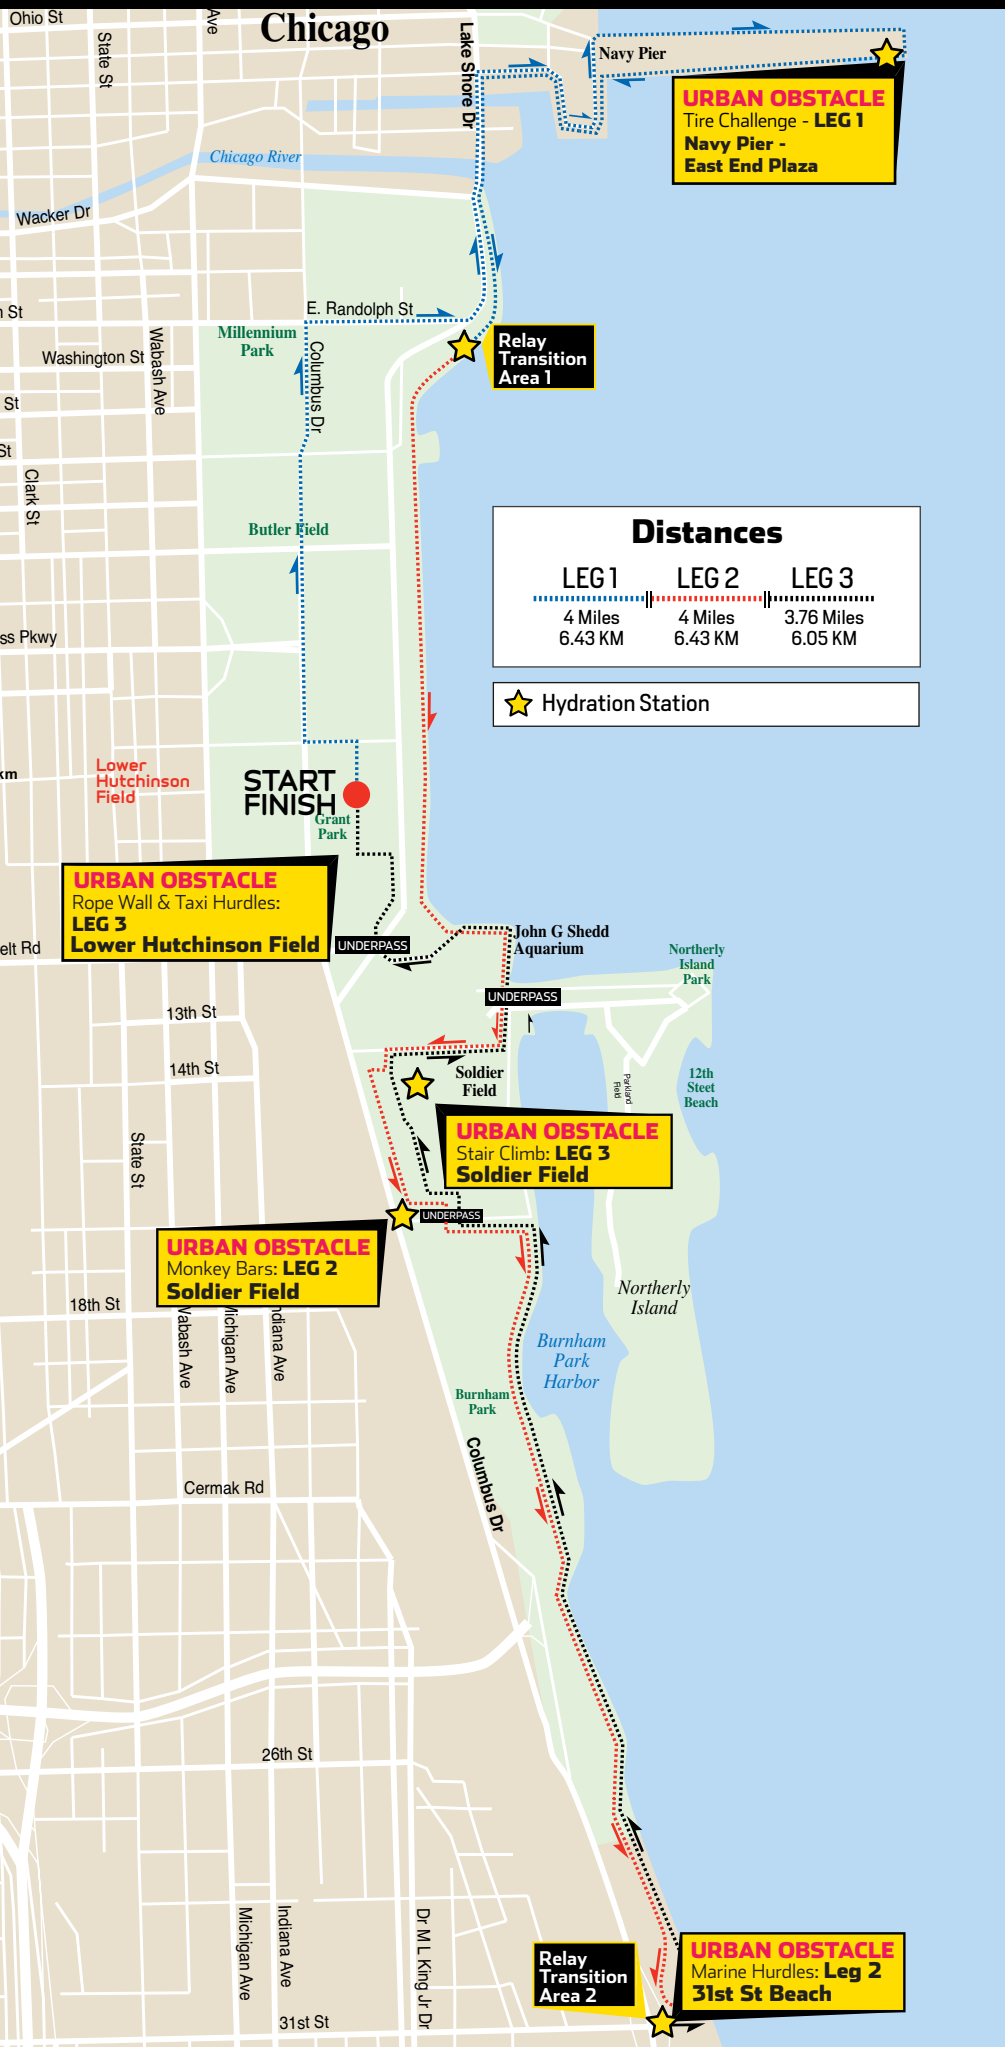 Ohio St
State St
Ave
Chicago
Lake Shore Dr
Navy Pier
URBAN OBSTACLE
Tire Challenge - LEG 1
Navy Pier -
East End Plaza
Chicago River
Wacker Dr
E. Randolph St
n St
Millennium
Park
Washington St
Wabash Ave
Columbus Dr
Relay
Transition
Area 1
St
St
Clark St
Butler Field
Distances
LEG 1
LEG 2
LEG 3
4 Miles
6.43 KM
4 Miles
6.43 KM
3.76 Miles
6.05 KM
Hydration Station
ss Pkwy
km
Lower
Hutchinson
Field
START
FINISH
Grant
Park
URBAN OBSTACLE
Rope Wall & Taxi Hurdles:
LEG 3
Lower Hutchinson Field
UNDERPASS
elt Rd
John G Shedd
Aquarium
Northerly
Island
Park
UNDERPASS
13th St
14th St
Soldier
Field
Parkland
Field
12th
Steet
Beach
State St
URBAN OBSTACLE
Stair Climb: LEG 3
Soldier Field
UNDERPASS
URBAN OBSTACLE
Monkey Bars: LEG 2
Soldier Field
18th St
Wabash Ave
Michigan Ave
ndiana Ave
Northerly
Island
Burnham
Park
Harbor
Burnham
Park
Columbus Dr
Cermak Rd
26th St
Michigan Ave
Indiana Ave
Dr M L King Jr Dr
Relay
Transition
Area 2
URBAN OBSTACLE
Marine Hurdles: Leg 2
31st St Beach
31st St